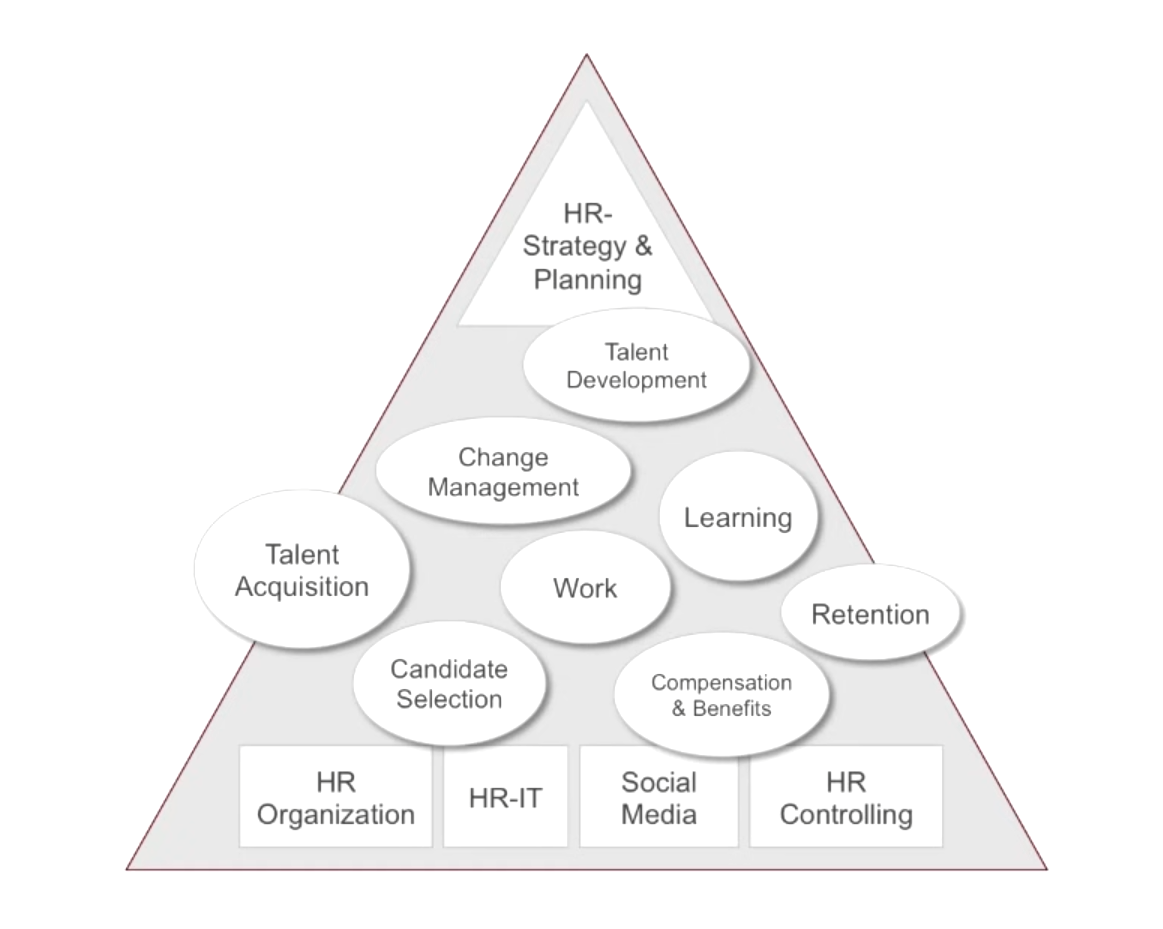 HR-
Strategy &
Planning
Talent
Development
Change
Management
Learning
Talent
Acquisition
Work
Retention
Candidate
Selection
Compensation
& Benefits
HR
Organization
HR-IT
Social
Media
HR
Controlling